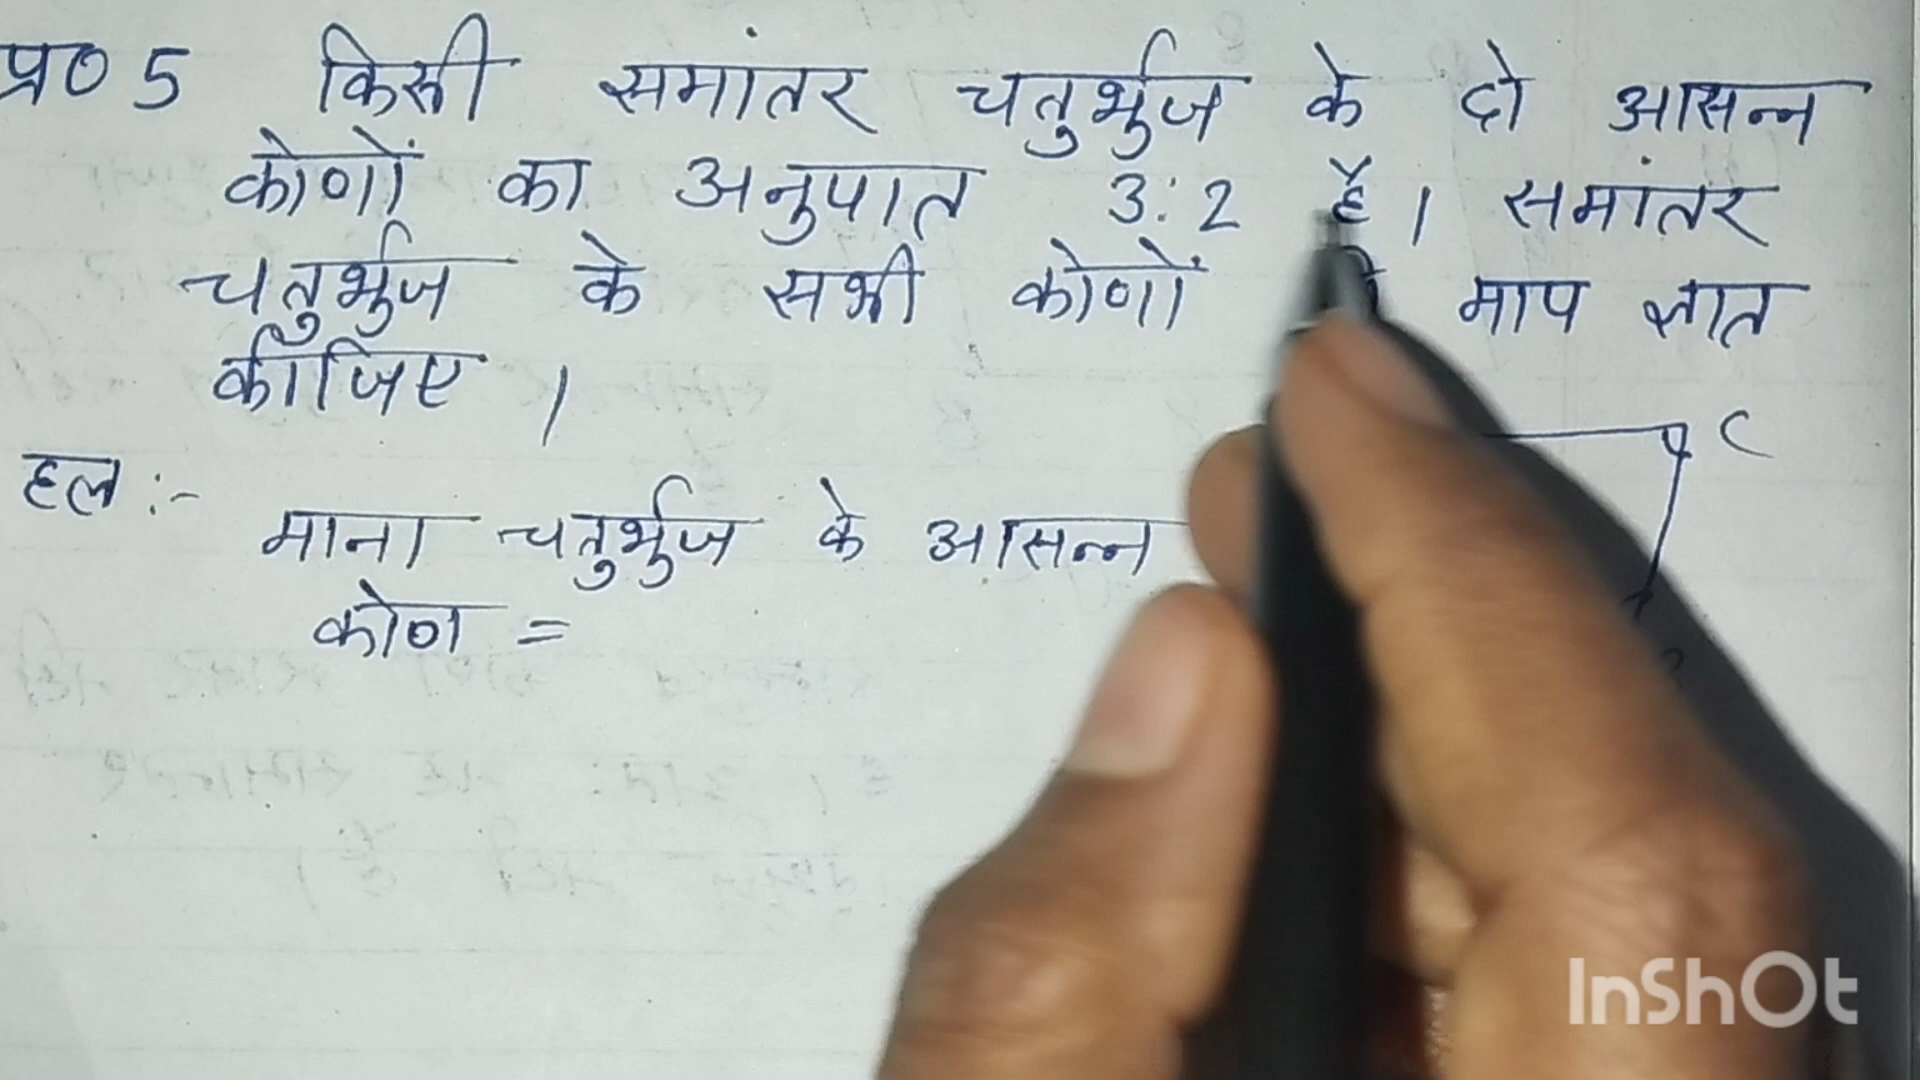 प्र० 5 किसी समांतर चतुर्भुज के दो आसन्न
कोणों का अनुपात 3:2 है। समांतर
चतुर्भुज के सभी कोणों माप ज्ञात
कीजिए।
C
हल :-
माना चतुर्भुज के आसन्न
कोण =
InShOt